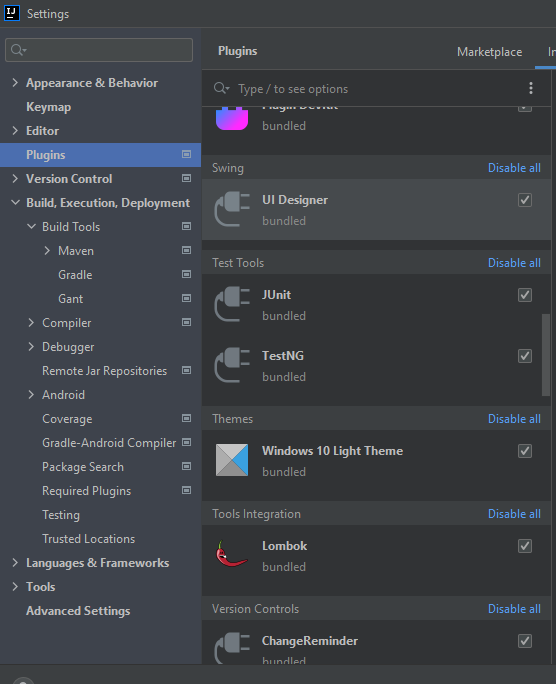 IJ
Settings
Appearance & Behavior
Keymap
Editor
Plugins
Version Control
Build, Execution, Deployment
Build Tools
Maven
Gradle
Gant
Compiler
Debugger
Remote Jar Repositories
Android
Coverage
Gradle-Android Compiler
Package Search
Required Plugins
Testing
Trusted Locations
Languages & Frameworks
Tools
Advanced Settings
Plugins
Marketplace
In
Type / to see options
Plugin DevKit
bundled
Swing
Disable all
UI Designer
bundled
Test Tools
Disable all
JUnit
bundled
TestNG
bundled
Themes
Disable all
Windows 10 Light Theme
bundled
Tools Integration
Disable all
Lombok
bundled
Version Controls
Disable all
ChangeReminder
bundled